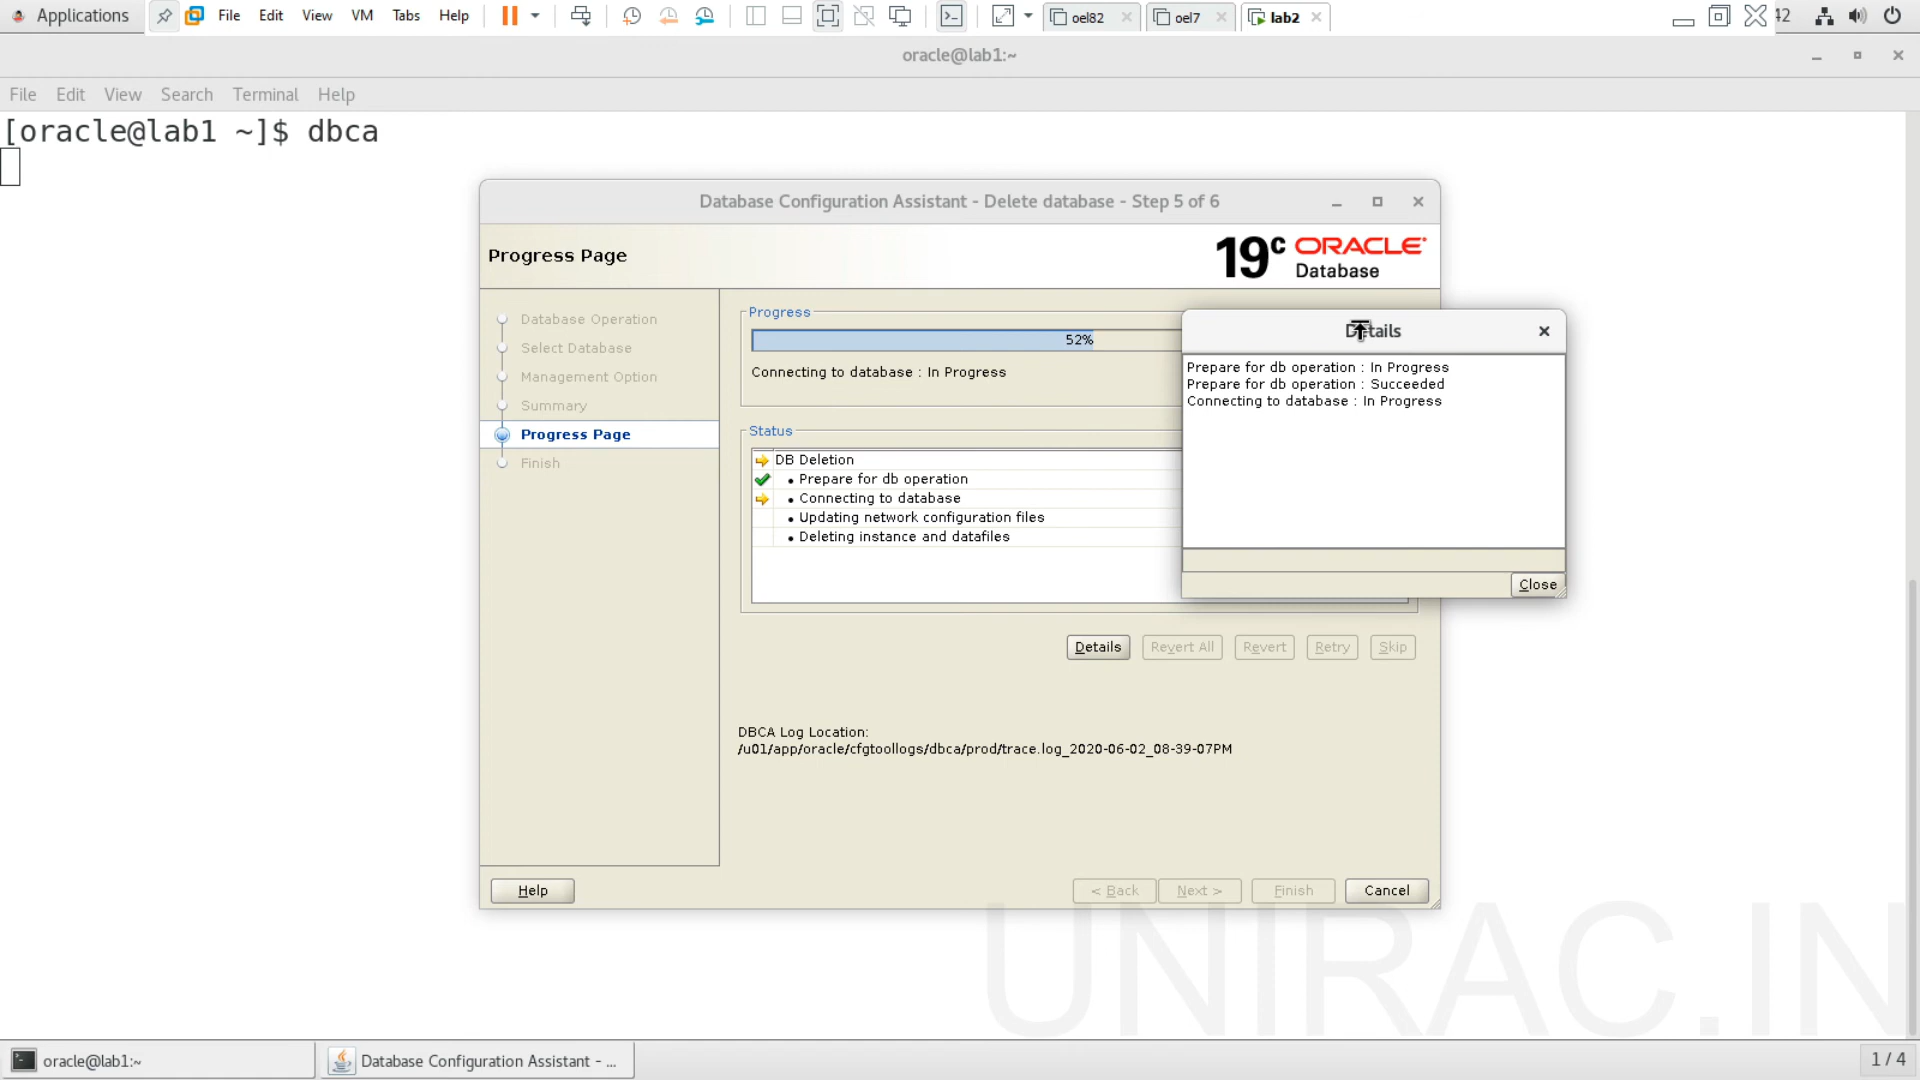 Applications File Edit View VM Tabs Help oel82 oel7 lab2 42
oracle@lab1:~
File Edit View Search Terminal Help
[oracle@lab1 ~]$ dbca
Database Configuration Assistant - Delete database - Step 5 of 6
Progress Page
19c ORACLE
Database
Database Operation
Select Database
Management Option
Summary
Progress Page
Finish
Progress
52%
Connecting to database : In Progress
Status
DB Deletion
• Prepare for db operation
• Connecting to database
• Updating network configuration files
• Deleting instance and datafiles
Details
Prepare for db operation : In Progress
Prepare for db operation : Succeeded
Connecting to database : In Progress
Close
Details Revert All Revert Retry Skip
DBCA Log Location:
/u01/app/oracle/cfgtoollogs/dbca/prod/trace.log_2020-06-02_08-39-07PM
Help < Back Next > Finish Cancel
UNIRAC.IN
oracle@lab1:~ Database Configuration Assistant - ... 1 / 4